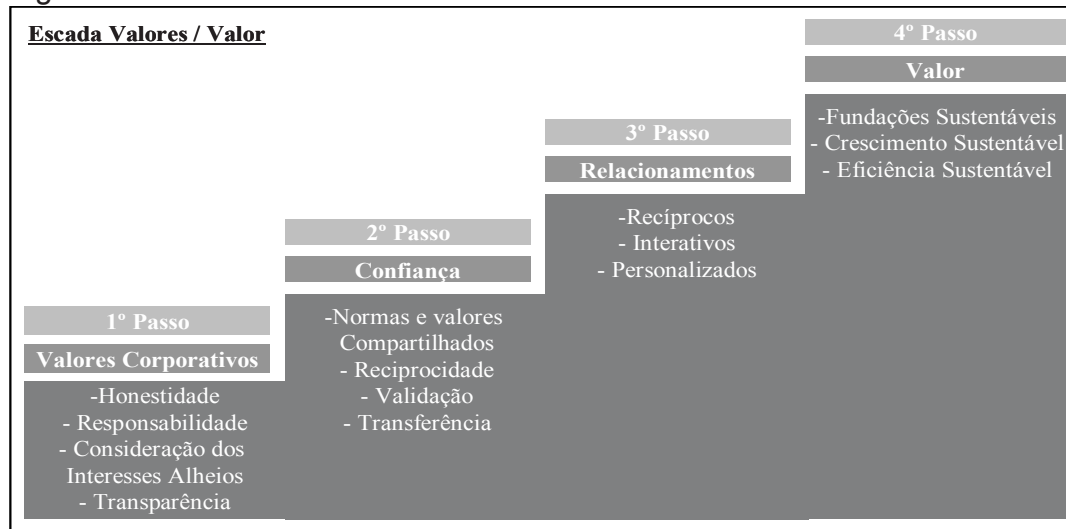 Escada Valores / Valor
1º Passo
Valores Corporativos
-Honestidade
- Responsabilidade
- Consideração dos
Interesses Alheios
- Transparência
2º Passo
Confiança
-Normas e valores
Compartilhados
- Reciprocidade
- Validação
- Transferência
3º Passo
Relacionamentos
-Recíprocos
- Interativos
- Personalizados
4º Passo
Valor
-Fundações Sustentáveis
- Crescimento Sustentável
- Eficiência Sustentável